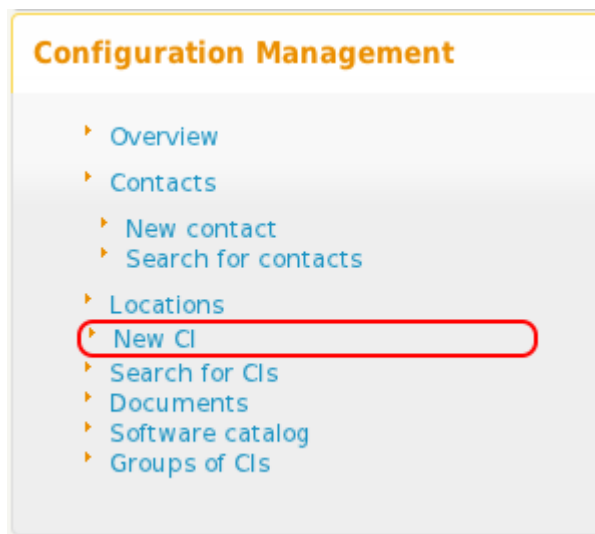 Configuration Management
Overview
Contacts
New contact
Search for contacts
Locations
New CI
Search for CIs
Documents
Software catalog
Groups of CIs